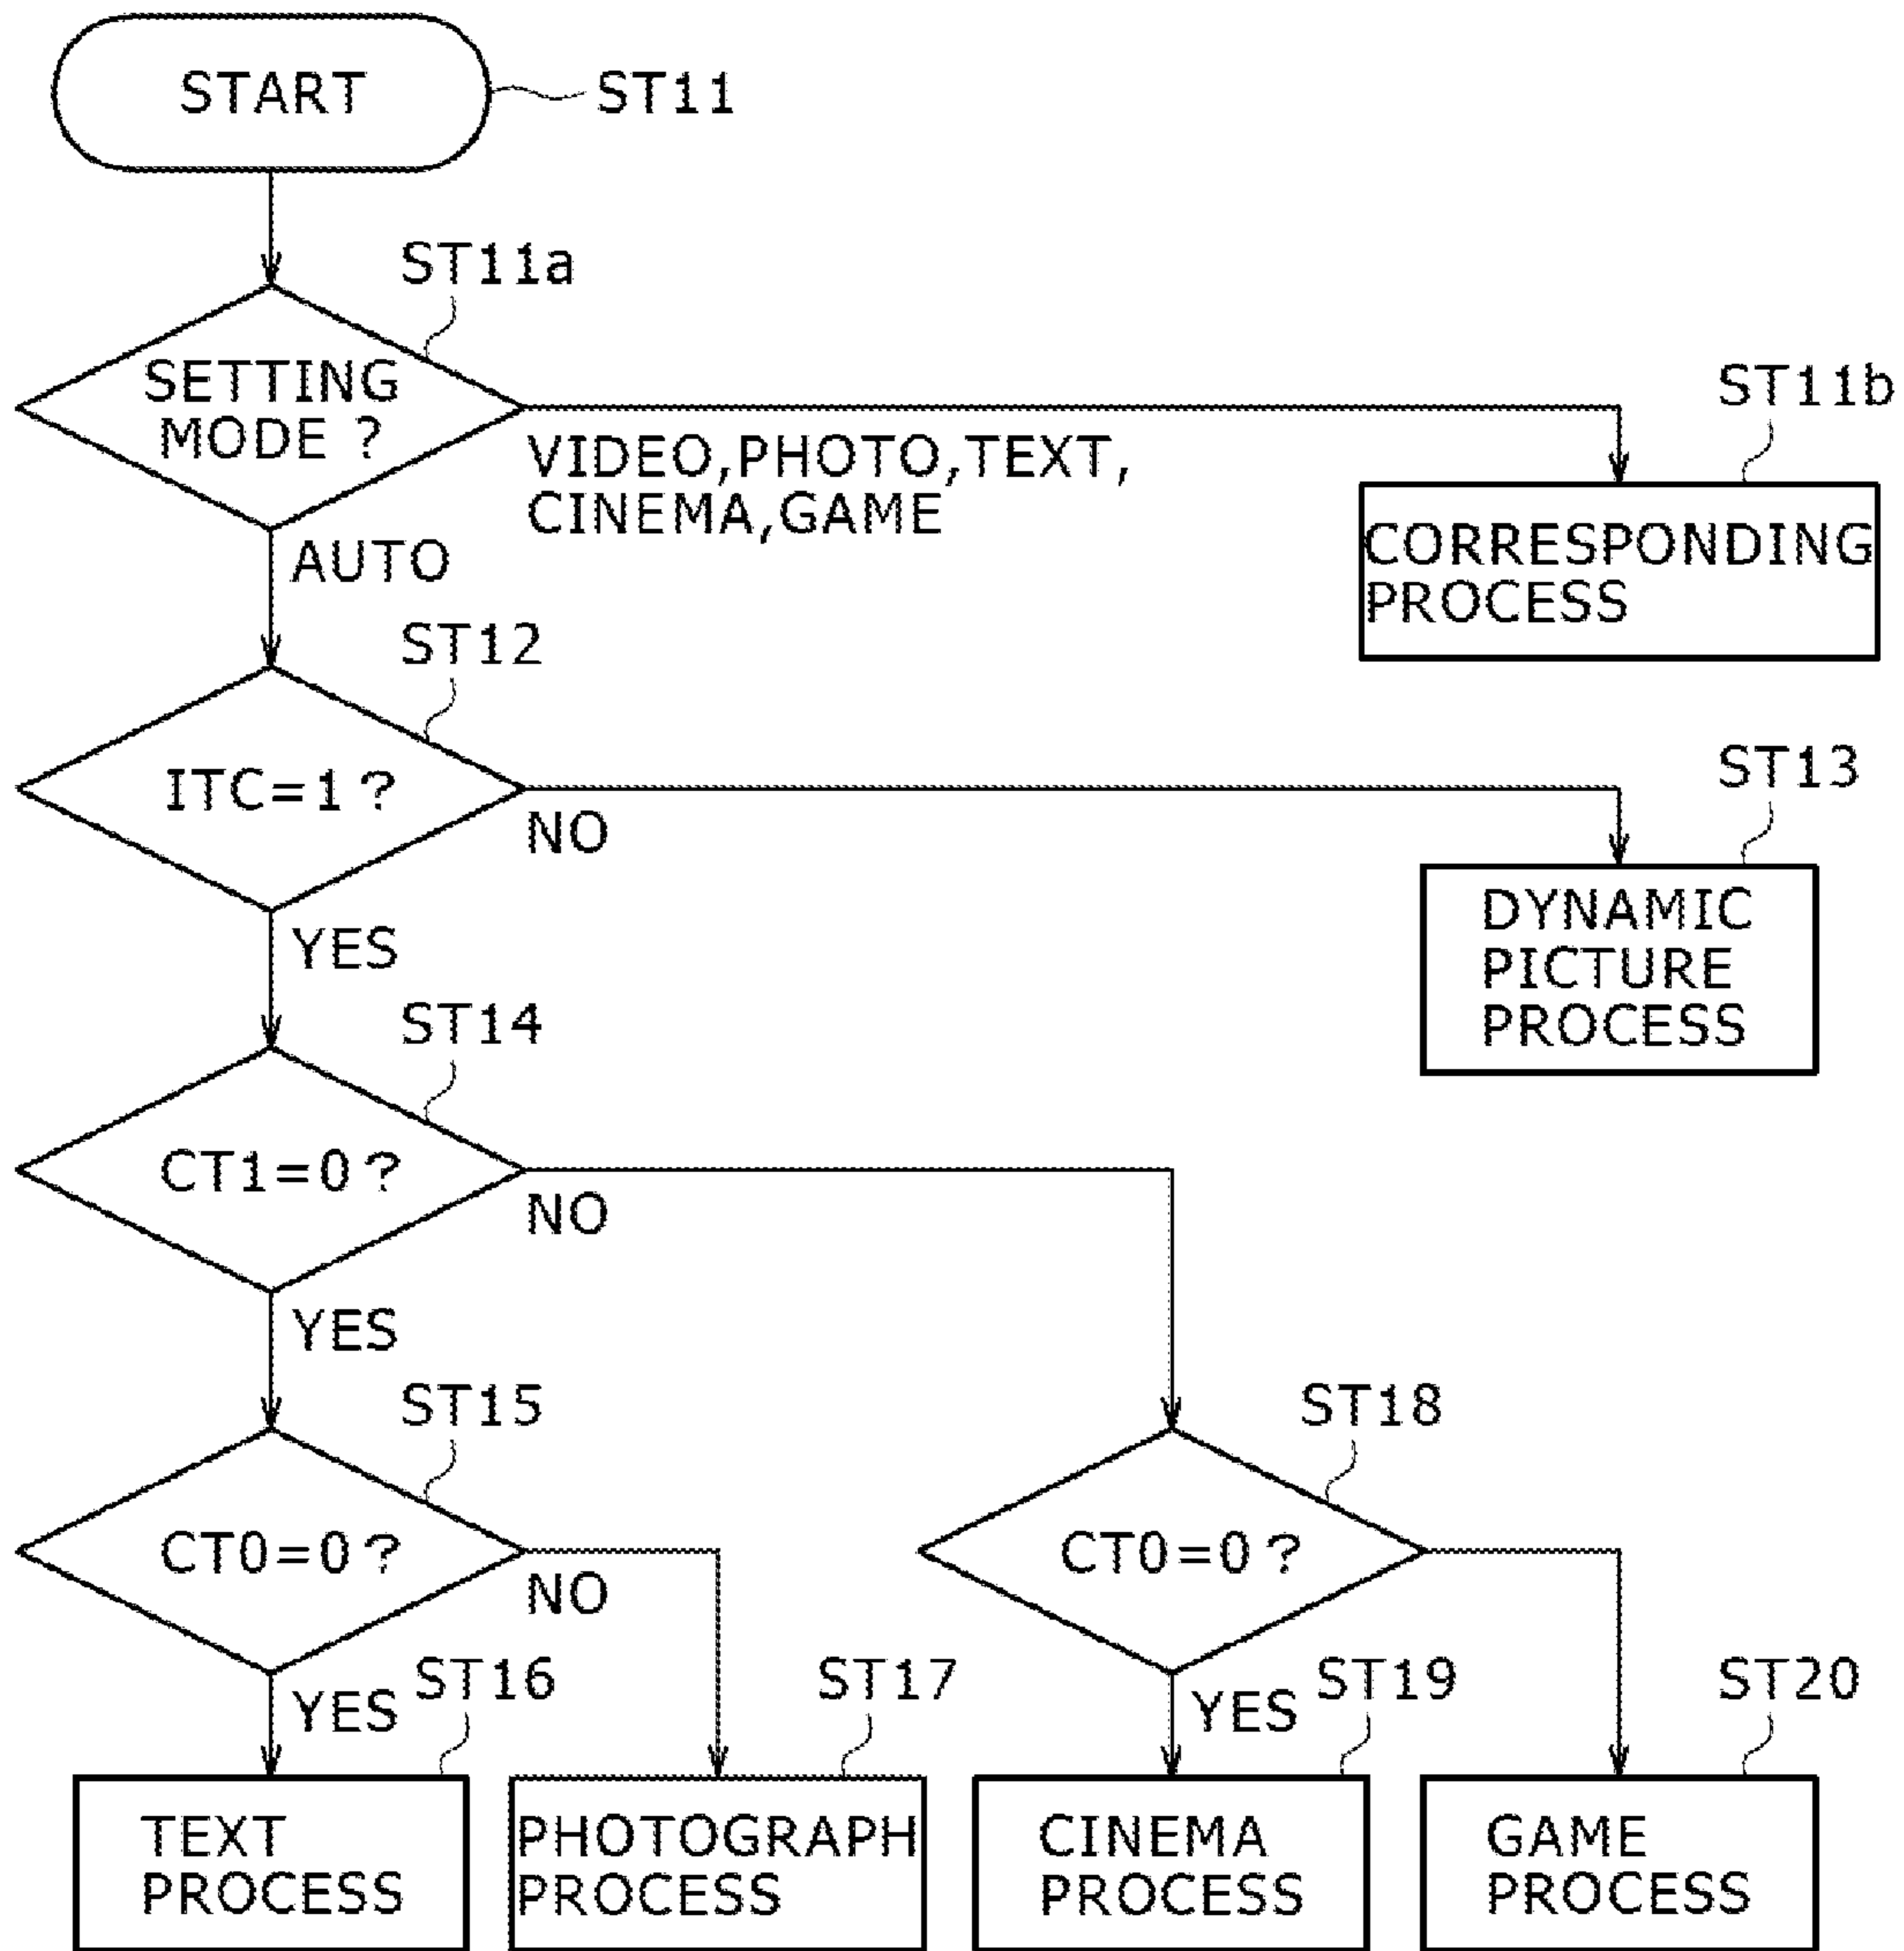 START
ST11
ST11a
SETTING
MODE ?
ST11b
VIDEO,PHOTO,TEXT,
CINEMA,GAME
CORRESPONDING
PROCESS
AUTO
ST12
ITC=1 ?
NO
ST13
DYNAMIC
PICTURE
PROCESS
YES
ST14
CT1=0 ?
NO
YES
ST15
ST18
CT0=0 ?
NO
CT0=0 ?
YES
ST16
ST17
YES
ST19
ST20
TEXT
PROCESS
PHOTOGRAPH
PROCESS
CINEMA
PROCESS
GAME
PROCESS